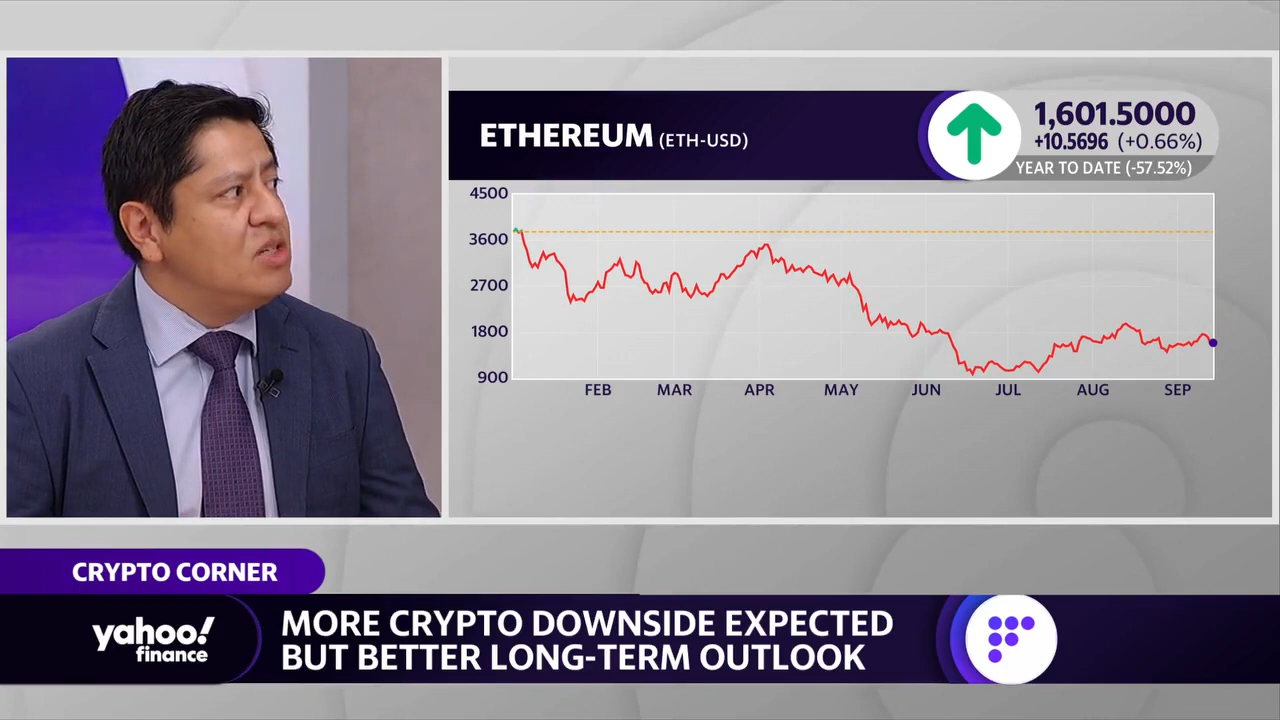 ETHEREUM (ETH-USD)
1,601.5000
+10.5696 (+0.66%)
YEAR TO DATE (-57.52%)
4500
3600
2700
1800
900
FEB MAR APR MAY JUN JUL AUG SEP
CRYPTO CORNER
yahoo!
finance
MORE CRYPTO DOWNSIDE EXPECTED
BUT BETTER LONG-TERM OUTLOOK